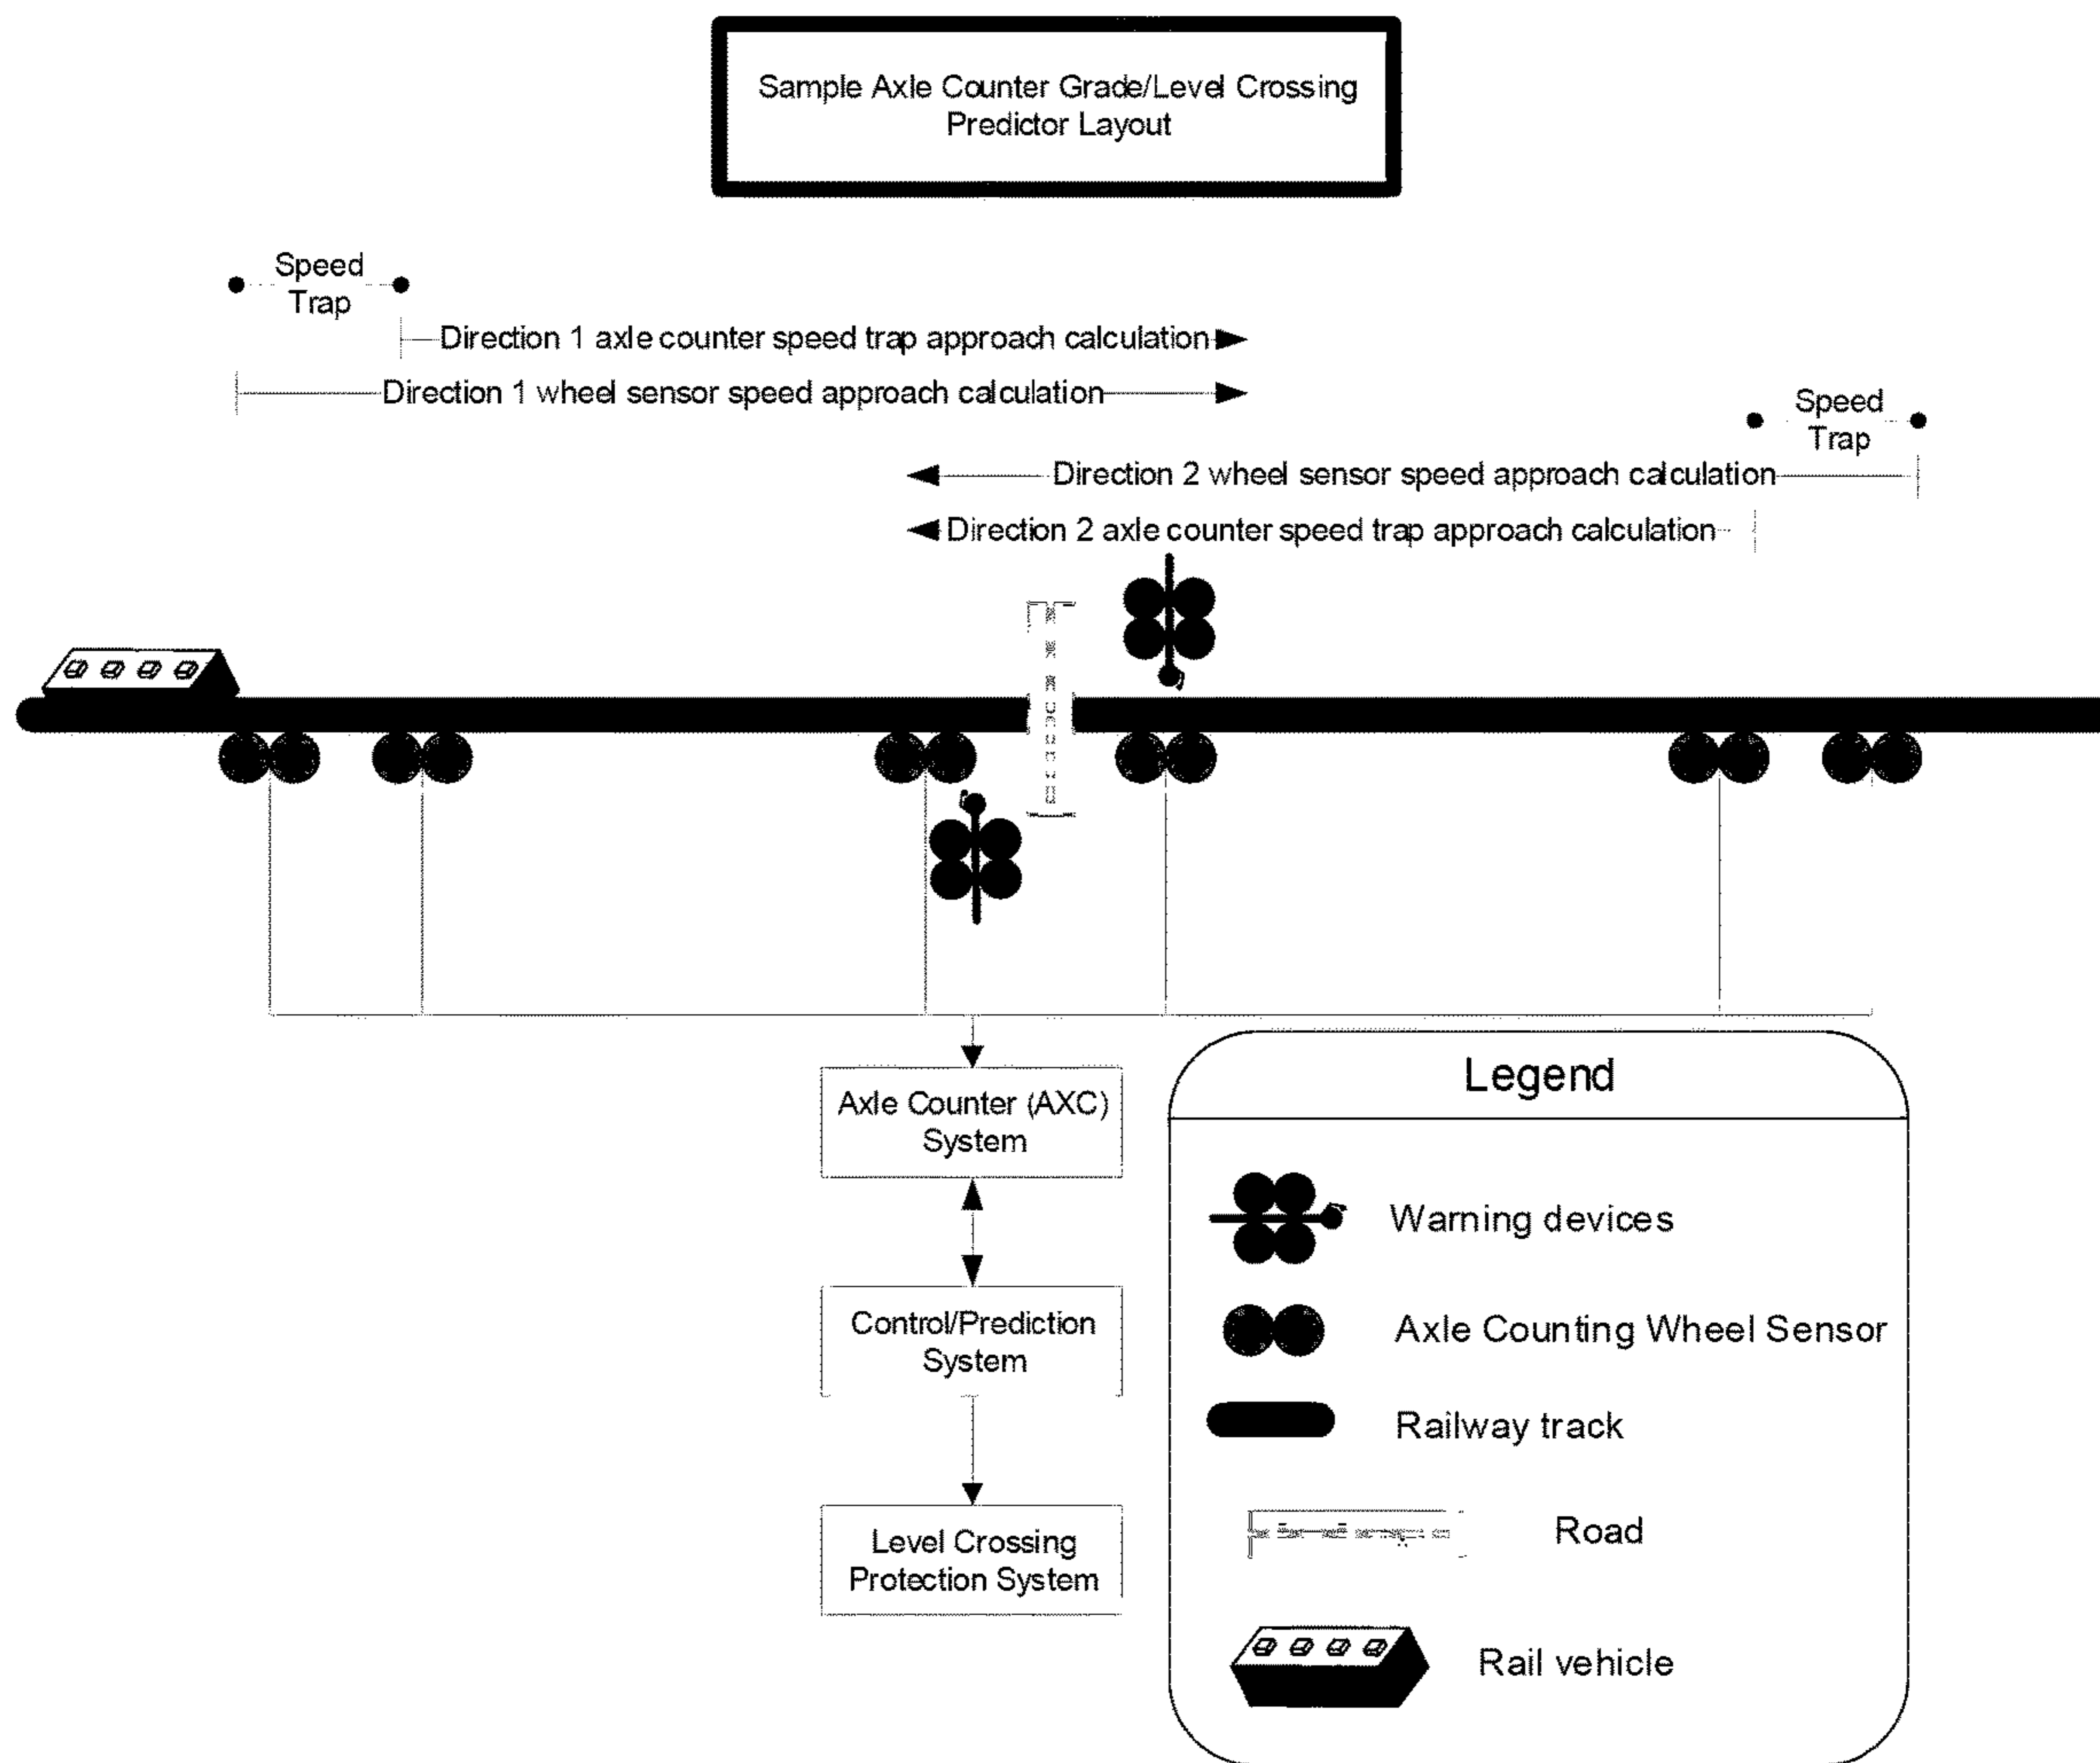 Sample Axle Counter Grade/Level Crossing
Predictor Layout
Speed
Trap
Direction 1 axle counter speed trap approach calculation
Direction 1 wheel sensor speed approach calculation
Speed
Trap
Direction 2 wheel sensor speed approach calculation
Direction 2 axle counter speed trap approach calculation
Axle Counter (AXC)
System
Control/Prediction
System
Level Crossing
Protection System
Legend
Warning devices
Axle Counting Wheel Sensor
Railway track
Road
Rail vehicle